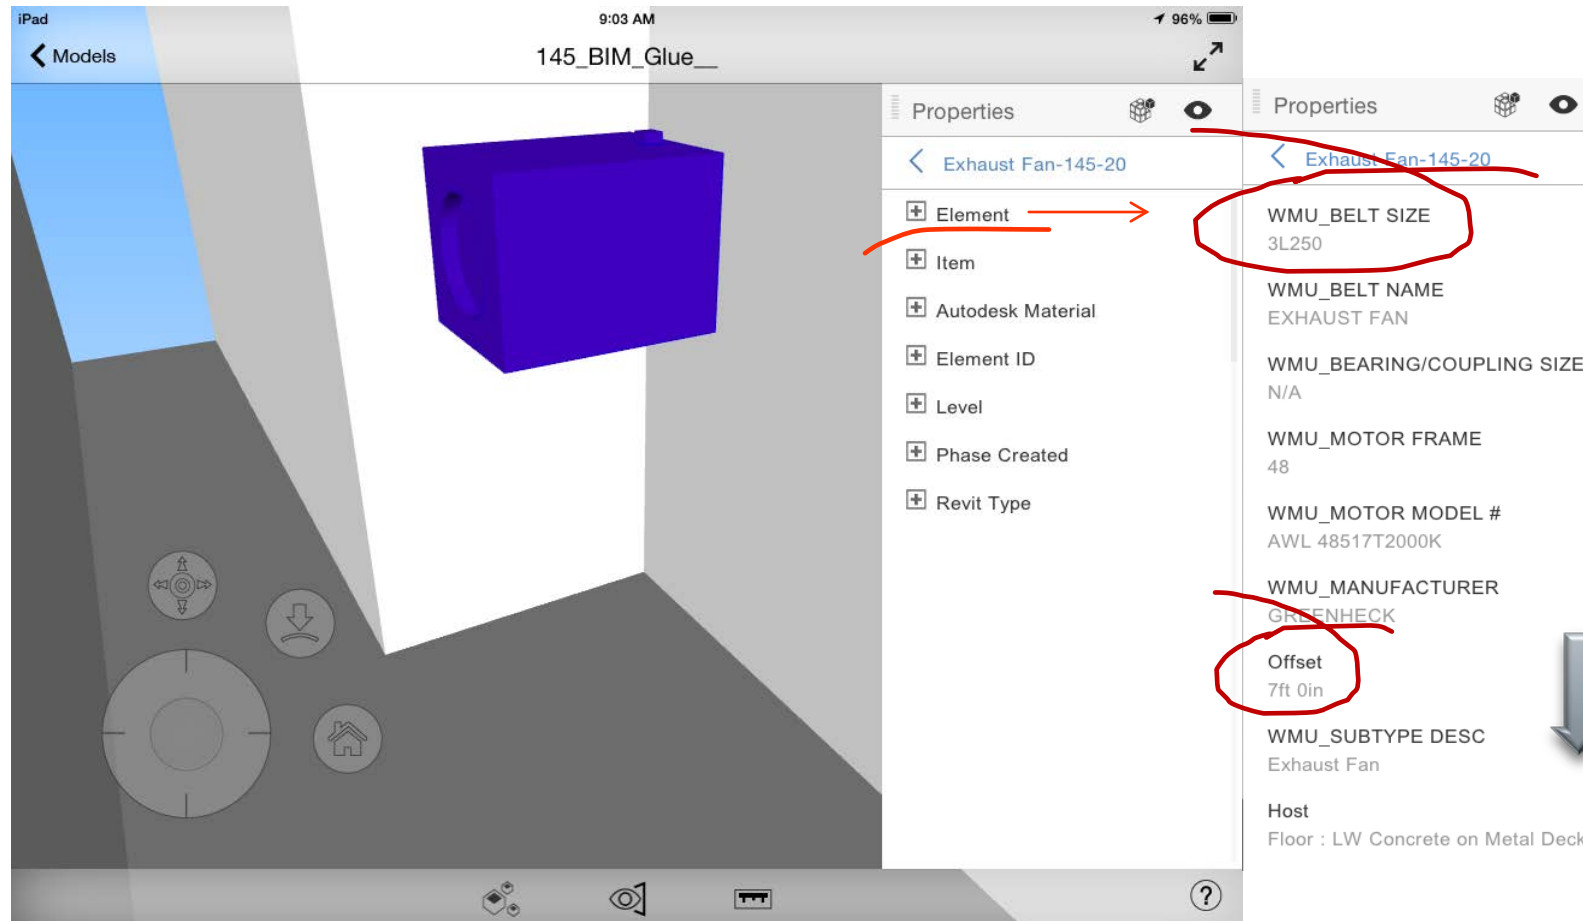 iPad
9:03 AM
96%
Models
145_BIM_Glue__
Properties
Exhaust Fan-145-20
Element
Item
Autodesk Material
Element ID
Level
Phase Created
Revit Type
?
Properties
Exhaust Fan-145-20
WMU_BELT SIZE
3L250
WMU_BELT NAME
EXHAUST FAN
WMU_BEARING/COUPLING SIZE
N/A
WMU_MOTOR FRAME
48
WMU_MOTOR MODEL #
AWL 48517T2000K
WMU_MANUFACTURER
GREENHECK
Offset
7ft 0in
WMU_SUBTYPE DESC
Exhaust Fan
Host
Floor : LW Concrete on Metal Deck